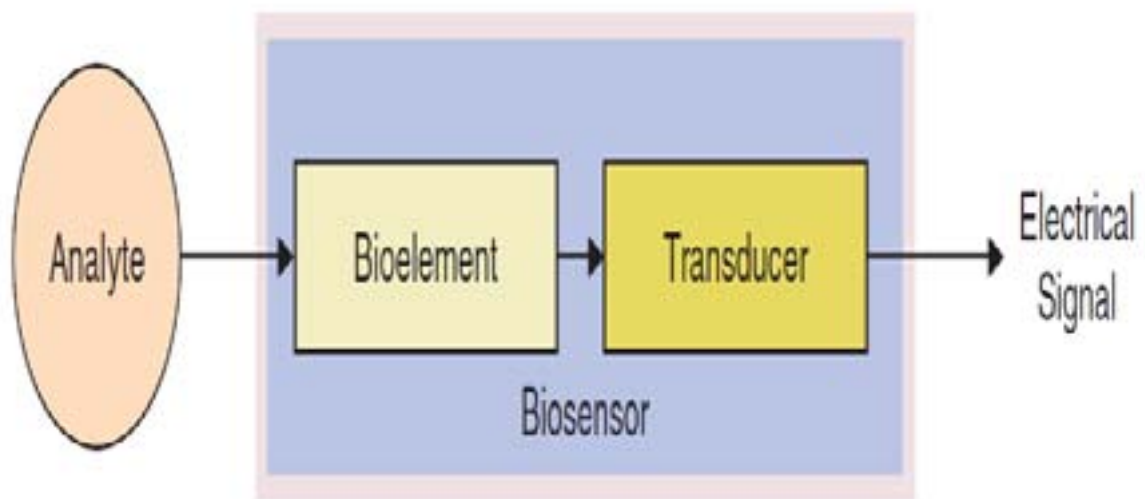 Analyte
Bioelement
Transducer
Electrical
Signal
Biosensor